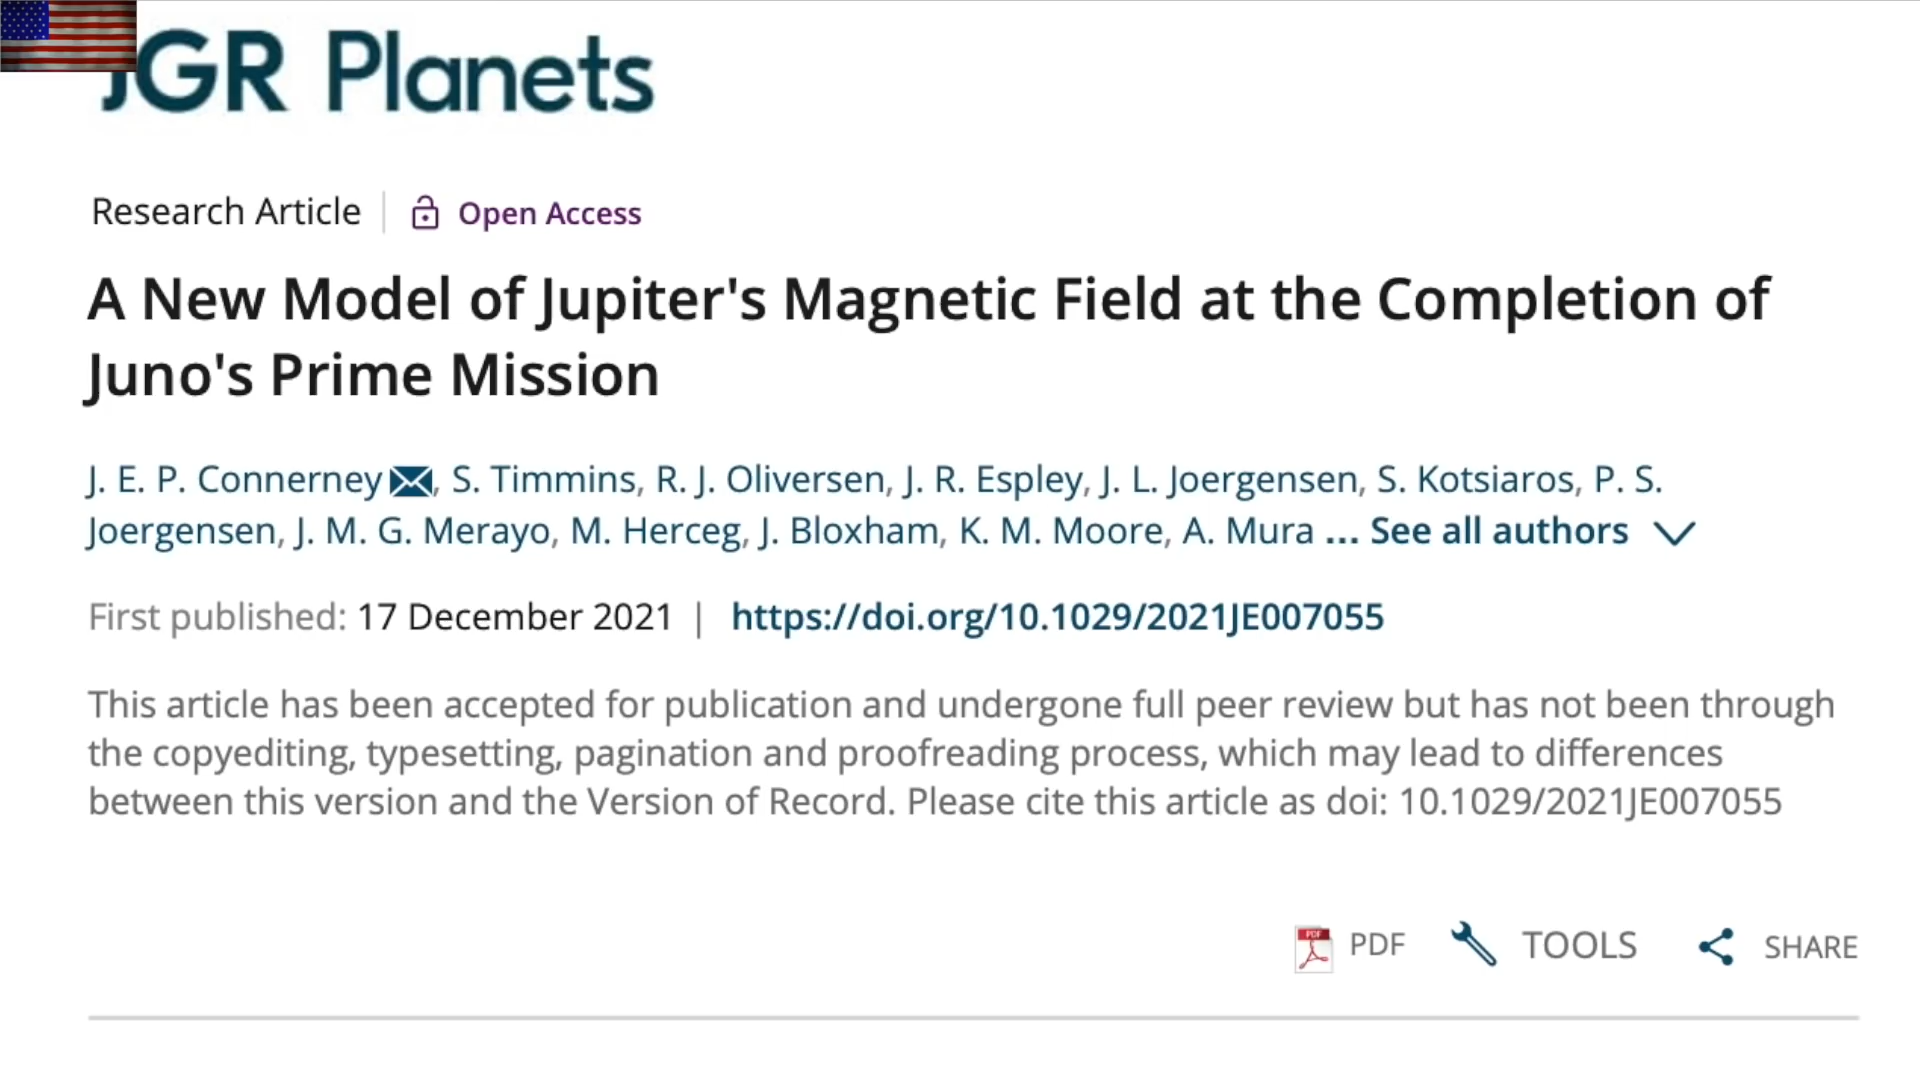 JGR Planets
Research Article | Open Access
A New Model of Jupiter's Magnetic Field at the Completion of
Juno's Prime Mission
J. E. P. Connerney, S. Timmins, R. J. Oliversen, J. R. Espley, J. L. Joergensen, S. Kotsiaros, P. S.
Joergensen, J. M. G. Merayo, M. Herceg, J. Bloxham, K. M. Moore, A. Mura ... See all authors
First published: 17 December 2021 | https://doi.org/10.1029/2021JE007055
This article has been accepted for publication and undergone full peer review but has not been through
the copyediting, typesetting, pagination and proofreading process, which may lead to differences
between this version and the Version of Record. Please cite this article as doi: 10.1029/2021JE007055
PDF PDF TOOLS SHARE